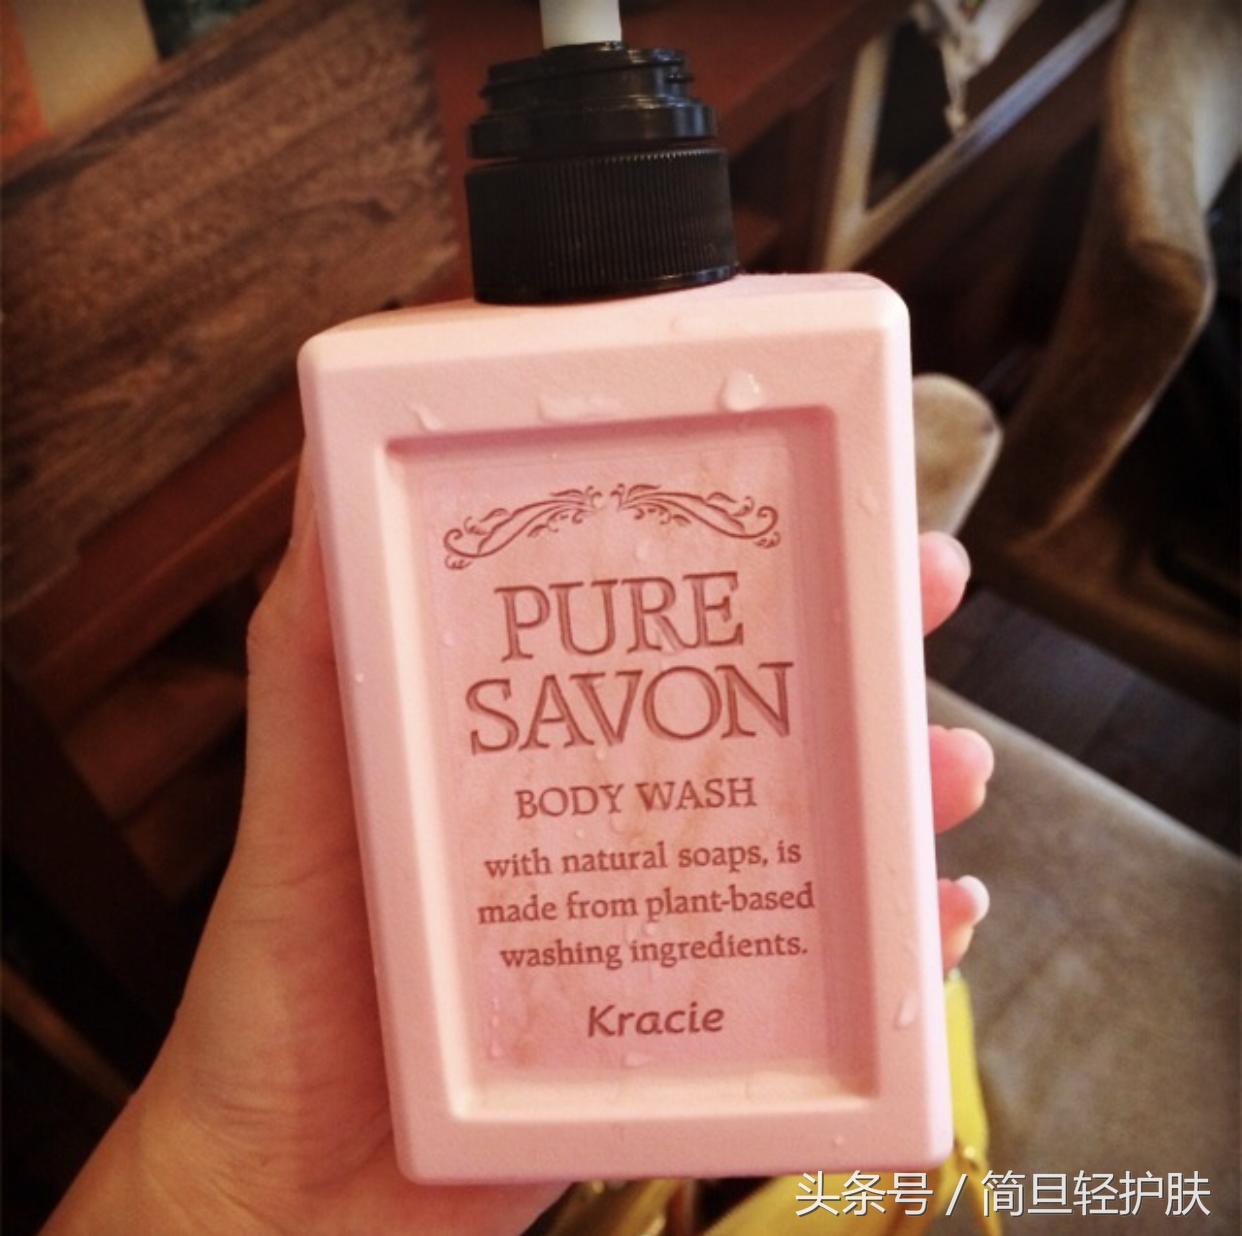 PURE
SAVON
BODY WASH
with natural soaps, is
made from plant-based
washing ingredients.
Kracie
头条号 / 简旦轻护肤